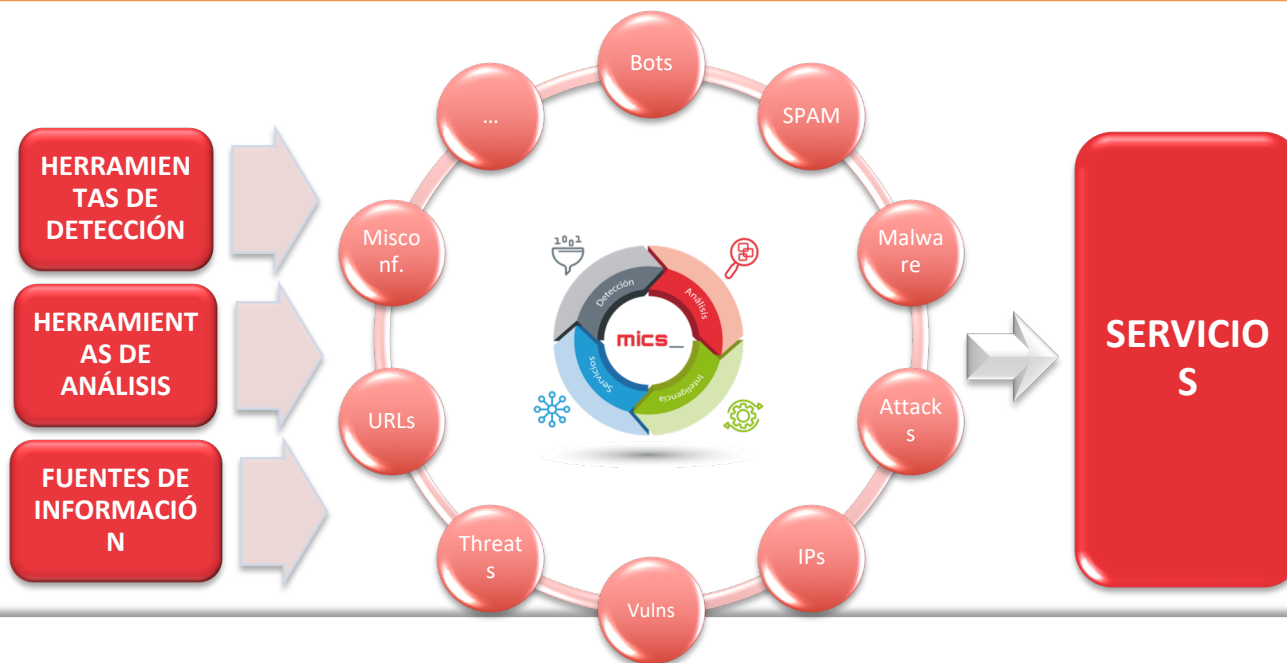 HERRAMIEN
TAS DE
DETECCIÓN
HERRAMIENT
AS DE
ANÁLISIS
FUENTES DE
INFORMACIÓ
N
Bots
SPAM
Malwa
re
Attack
s
IPs
Vulns
Threat
s
URLs
Misco
nf.
...
1001
Detección
Análisis
Inteligencia
Servicios
mics_
SERVICIO
S